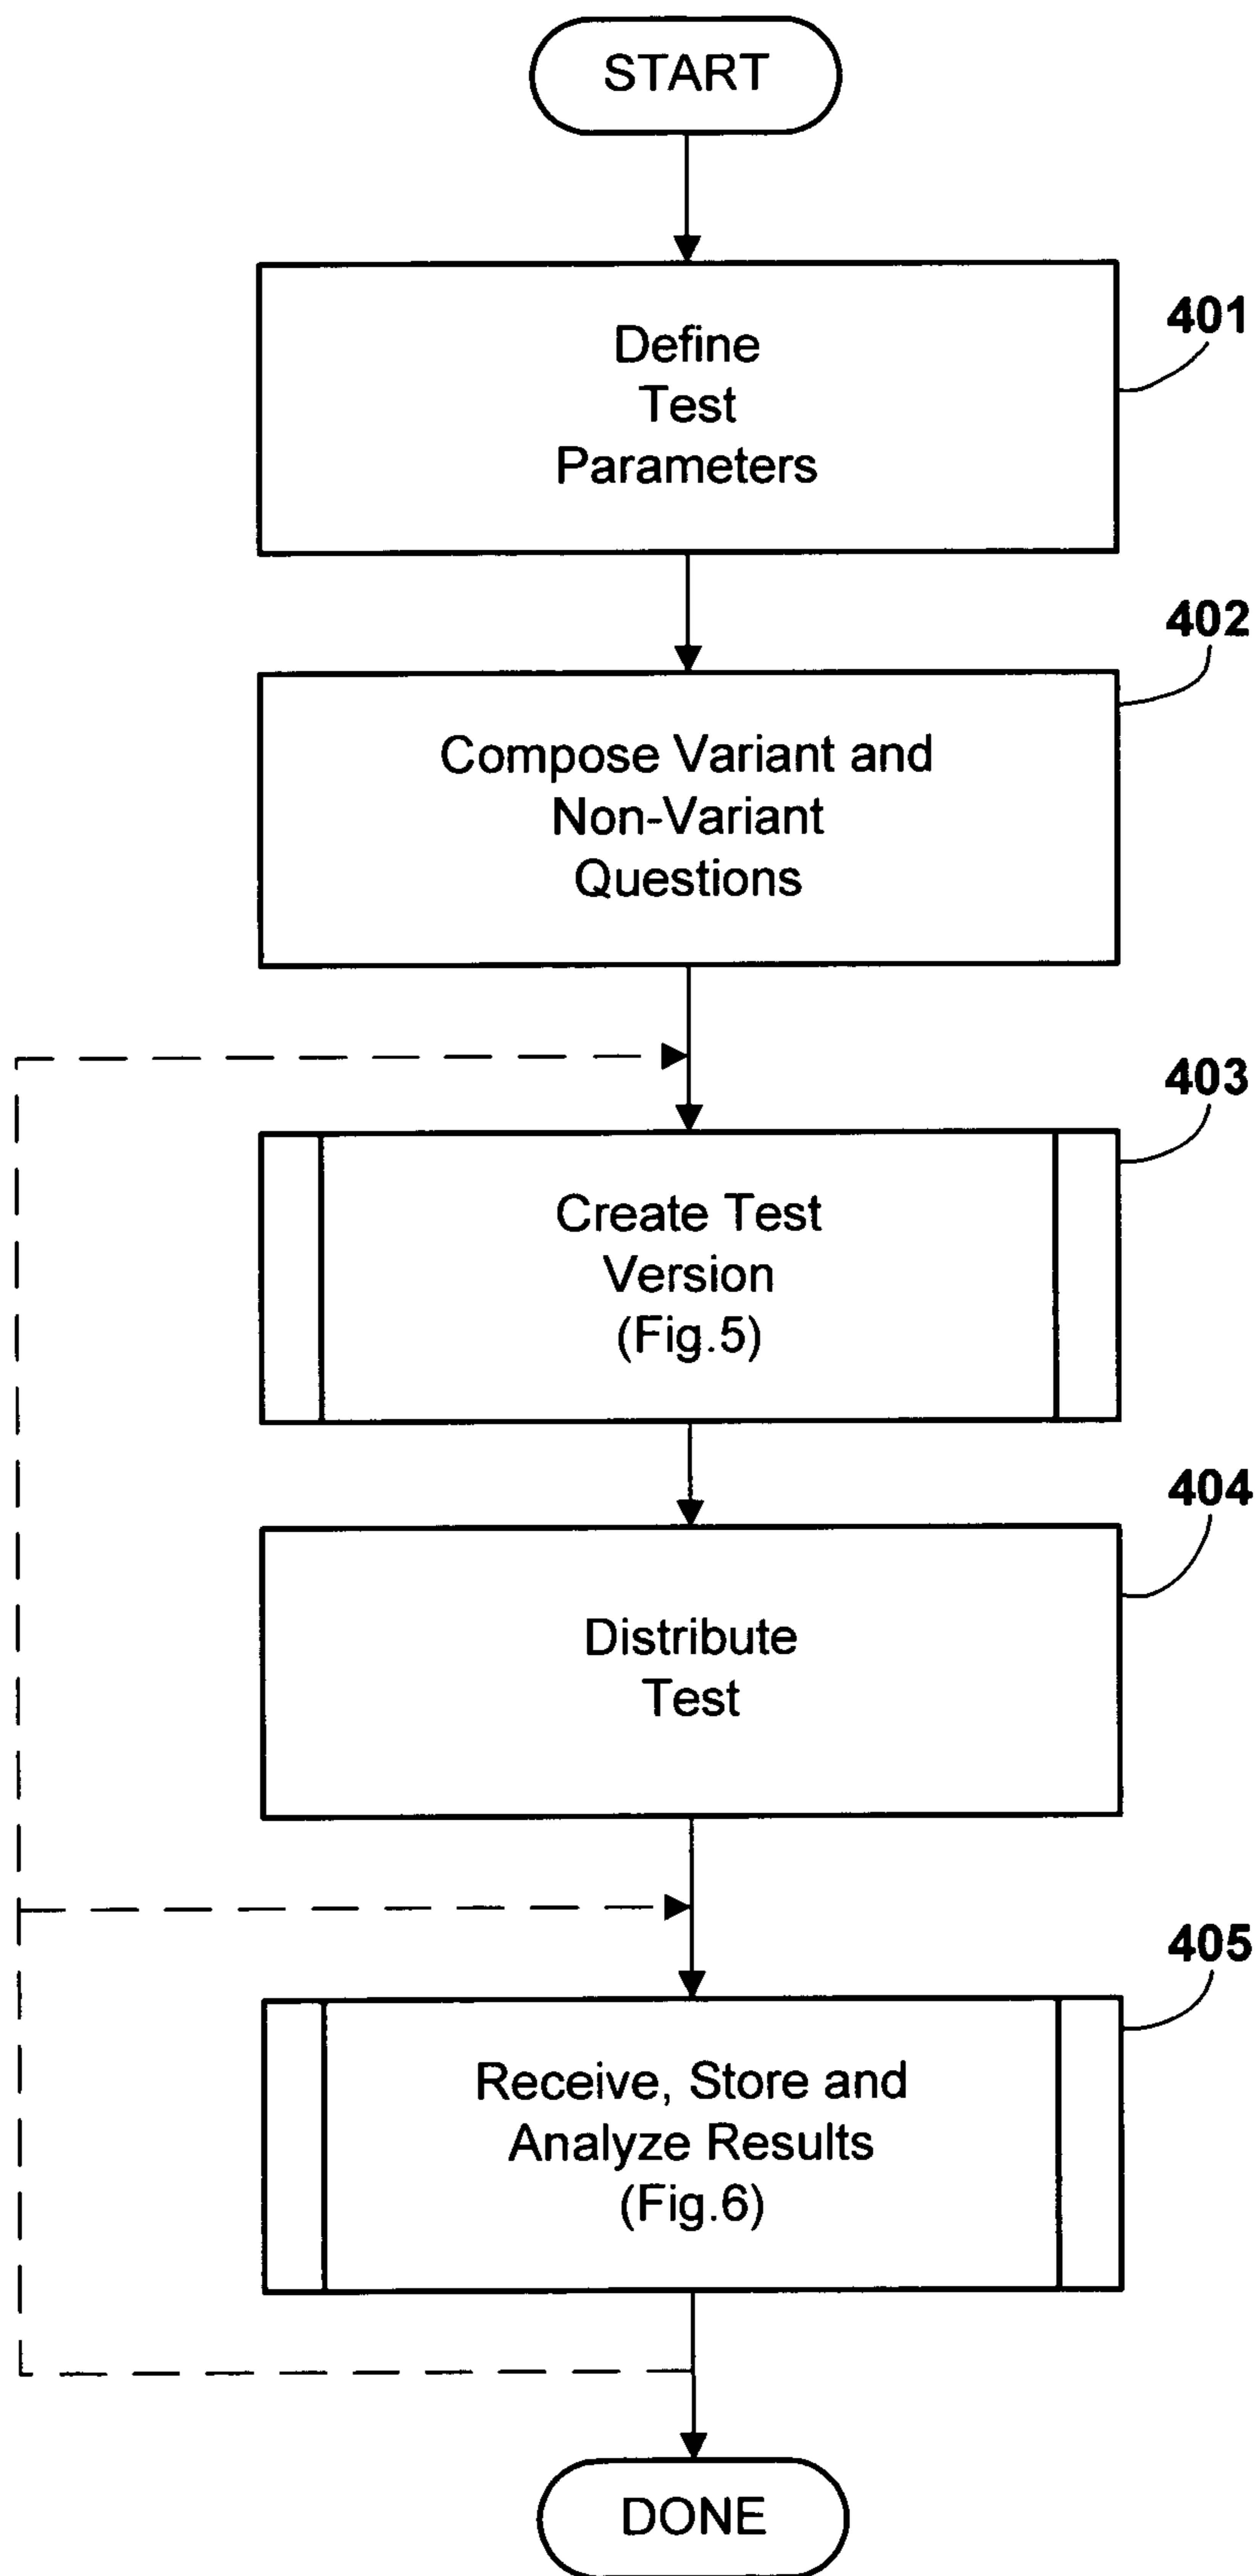 START
Define
Test
Parameters
401
Compose Variant and
Non-Variant
Questions
402
Create Test
Version
(Fig.5)
403
Distribute
Test
404
Receive, Store and
Analyze Results
(Fig.6)
405
DONE